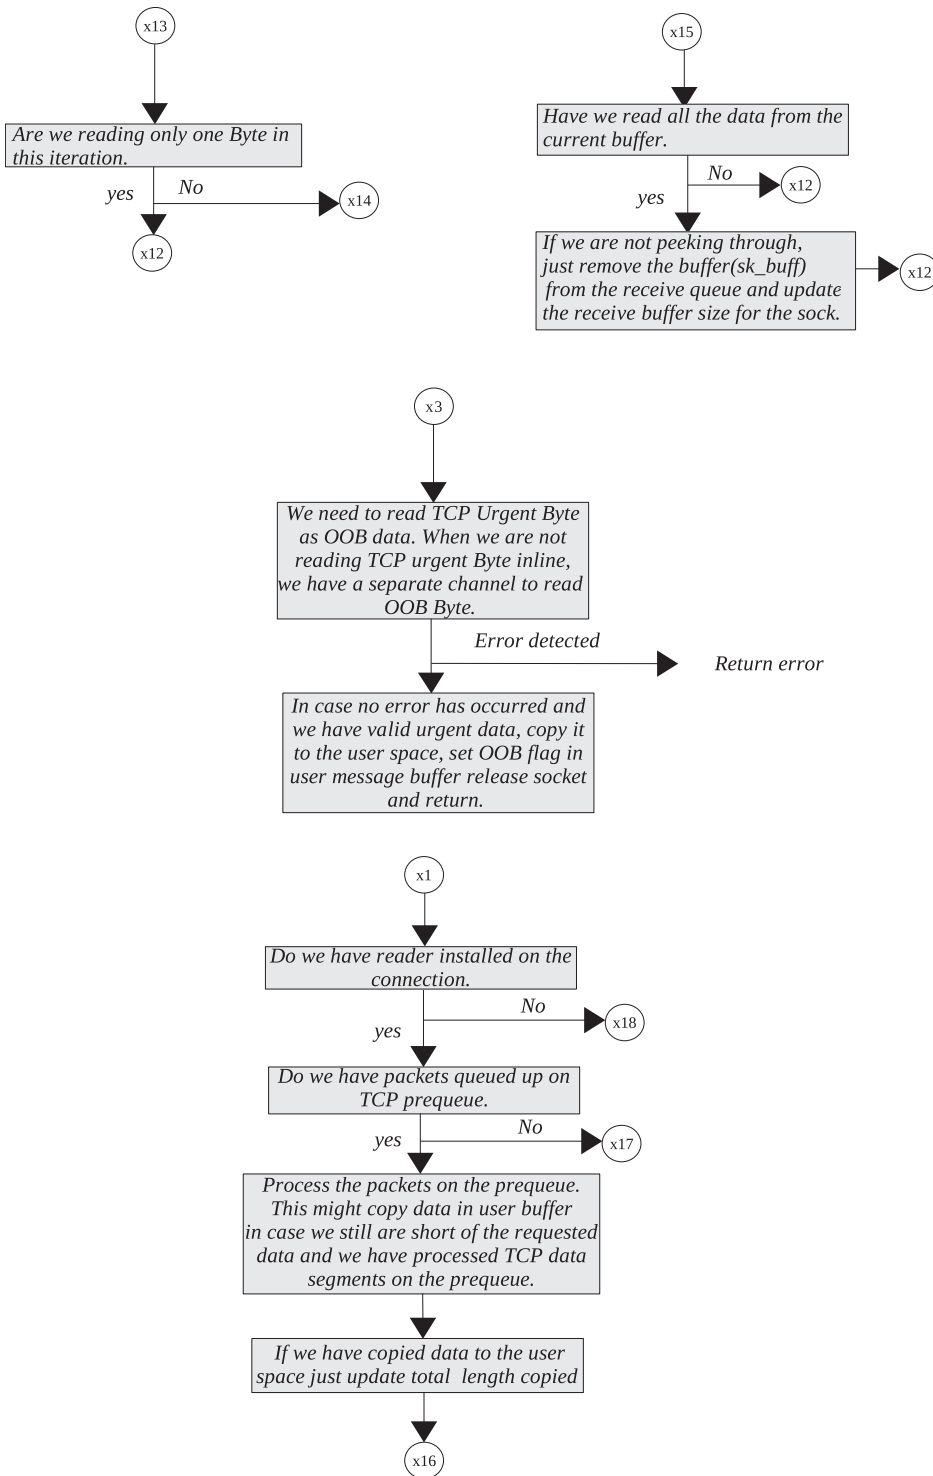 x13
Are we reading only one Byte in
this iteration.
yes
No
x14
x12
x15
Have we read all the data from the
current buffer.
No
x12
yes
If we are not peeking through,
just remove the buffer(sk_buff)
from the receive queue and update
the receive buffer size for the sock.
x12
x3
We need to read TCP Urgent Byte
as OOB data. When we are not
reading TCP urgent Byte inline,
we have a separate channel to read
OOB Byte.
Error detected
Return error
In case no error has occurred and
we have valid urgent data, copy it
to the user space, set OOB flag in
user message buffer release socket
and return.
x1
Do we have reader installed on the
connection.
No
x18
yes
Do we have packets queued up on
TCP prequeue.
No
x17
yes
Process the packets on the prequeue.
This might copy data in user buffer
in case we still are short of the requested
data and we have processed TCP data
segments on the prequeue.
If we have copied data to the user
space just update total length copied
x16